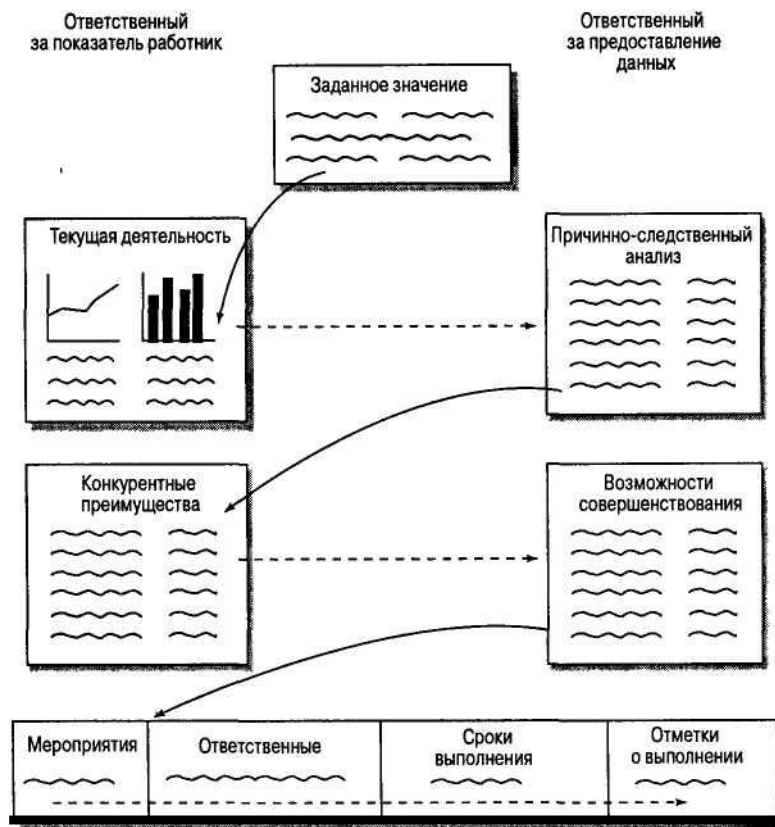 Ответственный
за показатель работник
Ответственный
за предоставление
данных
Заданное значение
Текущая деятельность
Причинно-следственный
анализ
Конкурентные
преимущества
Возможности
совершенствования
Мероприятия
Ответственные
Сроки
выполнения
Отметки
о выполнении